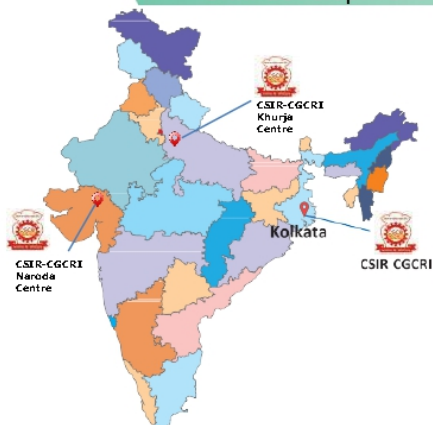 CSIR-CGCRI
Khurja
Centre
CSIR-CGCRI
Naroda
Centre
Kolkata
CSIR CGCRI